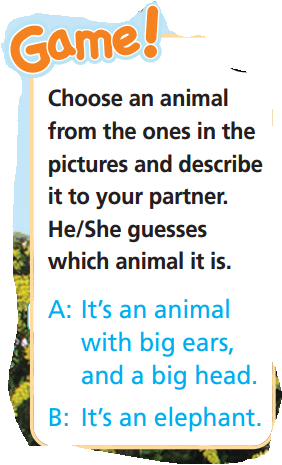 Game!
Choose an animal
from the ones in the
pictures and describe
it to your partner.
He/She guesses
which animal it is.
A: It's an animal
with big ears,
and a big head.
B: It's an elephant.